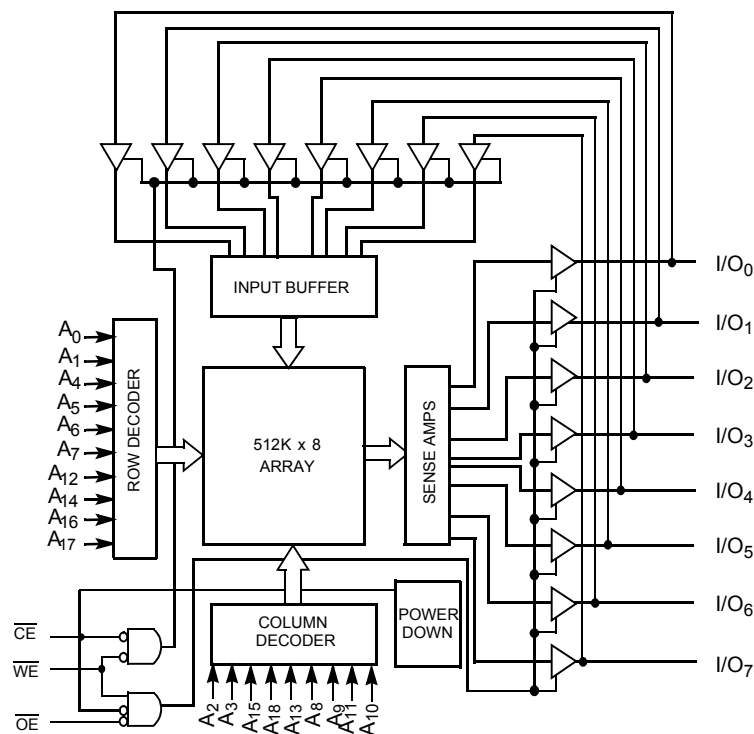 I/O0
INPUT BUFFER
I/O1
A0
A1
A4
A5
A6
A7
A12
A14
A16
A17
ROW DECODER
512K x 8
ARRAY
SENSE AMPS
I/O2
I/O3
I/O4
I/O5
I/O6
I/O7
COLUMN
DECODER
POWER
DOWN
CE
WE
OE
A2
A3
A15
A18
A13
A8
A9
A11
A10